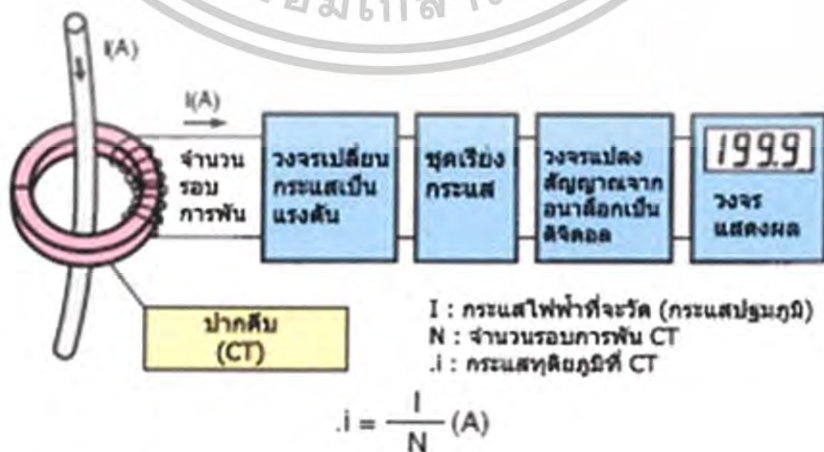 I(A)
I(A)
จำนวน
รอบ
การพัน
วงจรเปลี่ยน
กระแสเป็น
แรงดัน
ชุดเรียง
กระแส
วงจรแปลง
สัญญาณจาก
อนาล็อกเป็น
ดิจิตอล
199.9
วงจร
แสดงผล
ปากคีบ
(CT)
I : กระแสไฟฟ้าที่จะวัด (กระแสปฐมภูมิ)
N : จำนวนรอบการพัน CT
.i : กระแสทุติยภูมิที่ CT
.i = I / N (A)